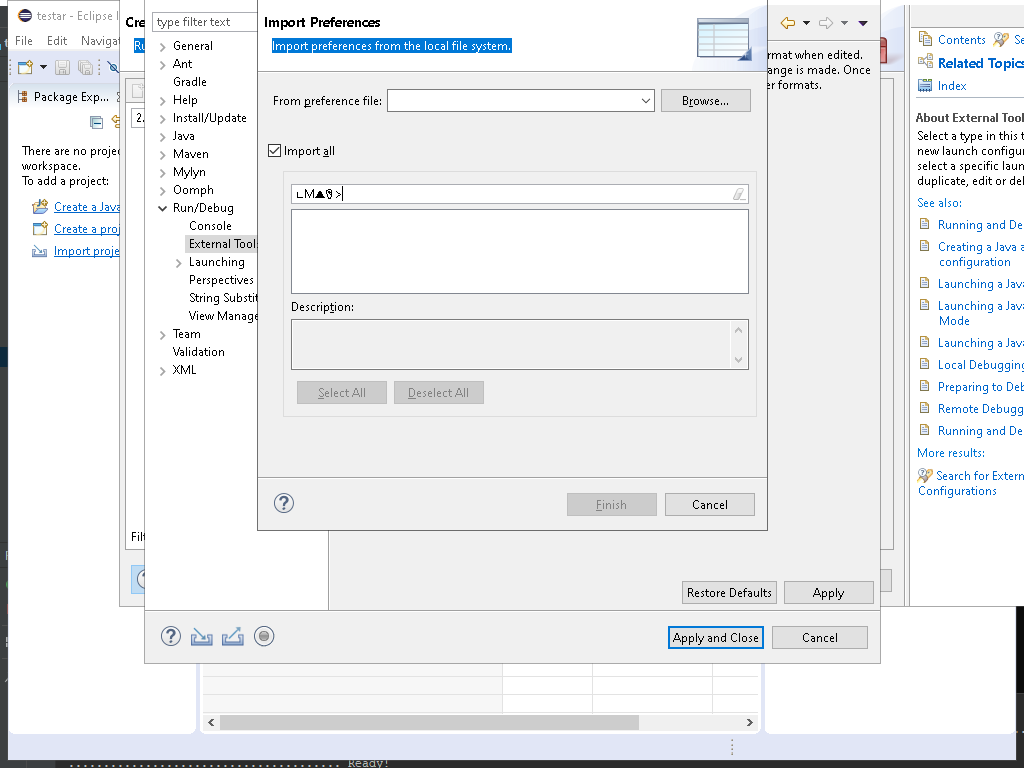 testar - Eclipse I
File Edit Navigat
Package Exp...
There are no projec
workspace.
To add a project:
Create a Java
Create a proj
Import proje
Cre
Ru
2.
Filt
type filter text
General
Ant
Gradle
Help
Install/Update
Java
Maven
Mylyn
Oomph
Run/Debug
Console
External Tools
Launching
Perspectives
String Substit
View Manage
Team
Validation
XML
Import Preferences
Import preferences from the local file system.
From preference file:
Browse...
Import all
Description:
Select All Deselect All
Finish Cancel
rmat when edited.
ange is made. Once
er formats.
Restore Defaults Apply
Apply and Close Cancel
Contents Se
Related Topics
Index
About External Tool
Select a type in this t
new launch configur
select a specific laun
duplicate, edit or del
See also:
Running and De
Creating a Java a
configuration
Launching a Java
Launching a Java
Mode
Launching a Java
Local Debugging
Preparing to Deb
Remote Debugg
Running and De
More results:
Search for Extern
Configurations
Ready!